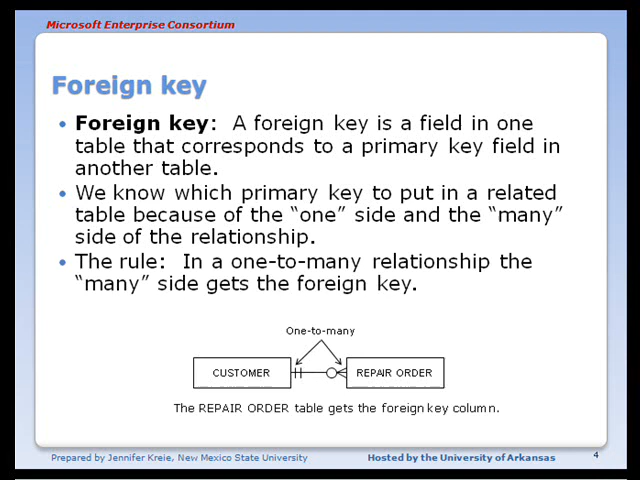 Microsoft Enterprise Consortium
Foreign key
• Foreign key:  A foreign key is a field in one
table that corresponds to a primary key field in
another table.
• We know which primary key to put in a related
table because of the “one” side and the “many”
side of the relationship.
• The rule:  In a one-to-many relationship the
“many” side gets the foreign key.
One-to-many
CUSTOMER
REPAIR ORDER
The REPAIR ORDER table gets the foreign key column.
Prepared by Jennifer Kreie, New Mexico State University
Hosted by the University of Arkansas
4